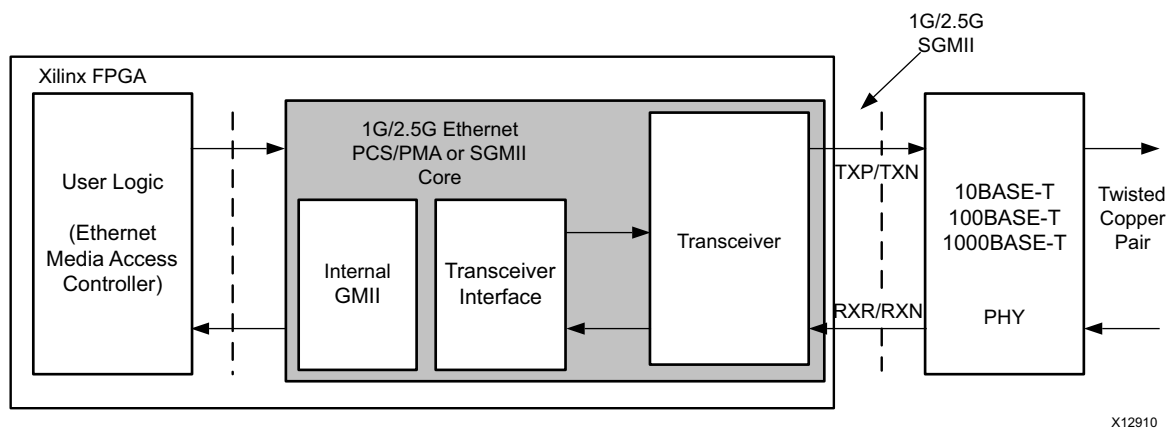 1G/2.5G
SGMII
Xilinx FPGA
User Logic
(Ethernet
Media Access
Controller)
1G/2.5G Ethernet
PCS/PMA or SGMII
Core
Internal
GMII
Transceiver
Interface
Transceiver
TXP/TXN
RXR/RXN
10BASE-T
100BASE-T
1000BASE-T
PHY
Twisted
Copper
Pair
X12910